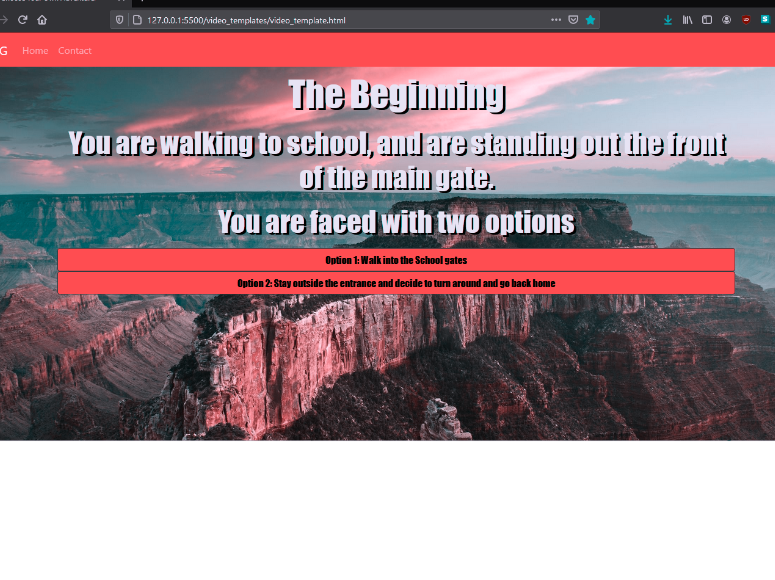 127.0.0.1:5500/video_templates/video_template.html
G Home Contact
The Beginning
You are walking to school, and are standing out the front
of the main gate.
You are faced with two options
Option 1: Walk into the School gates
Option 2: Stay outside the entrance and decide to turn around and go back home